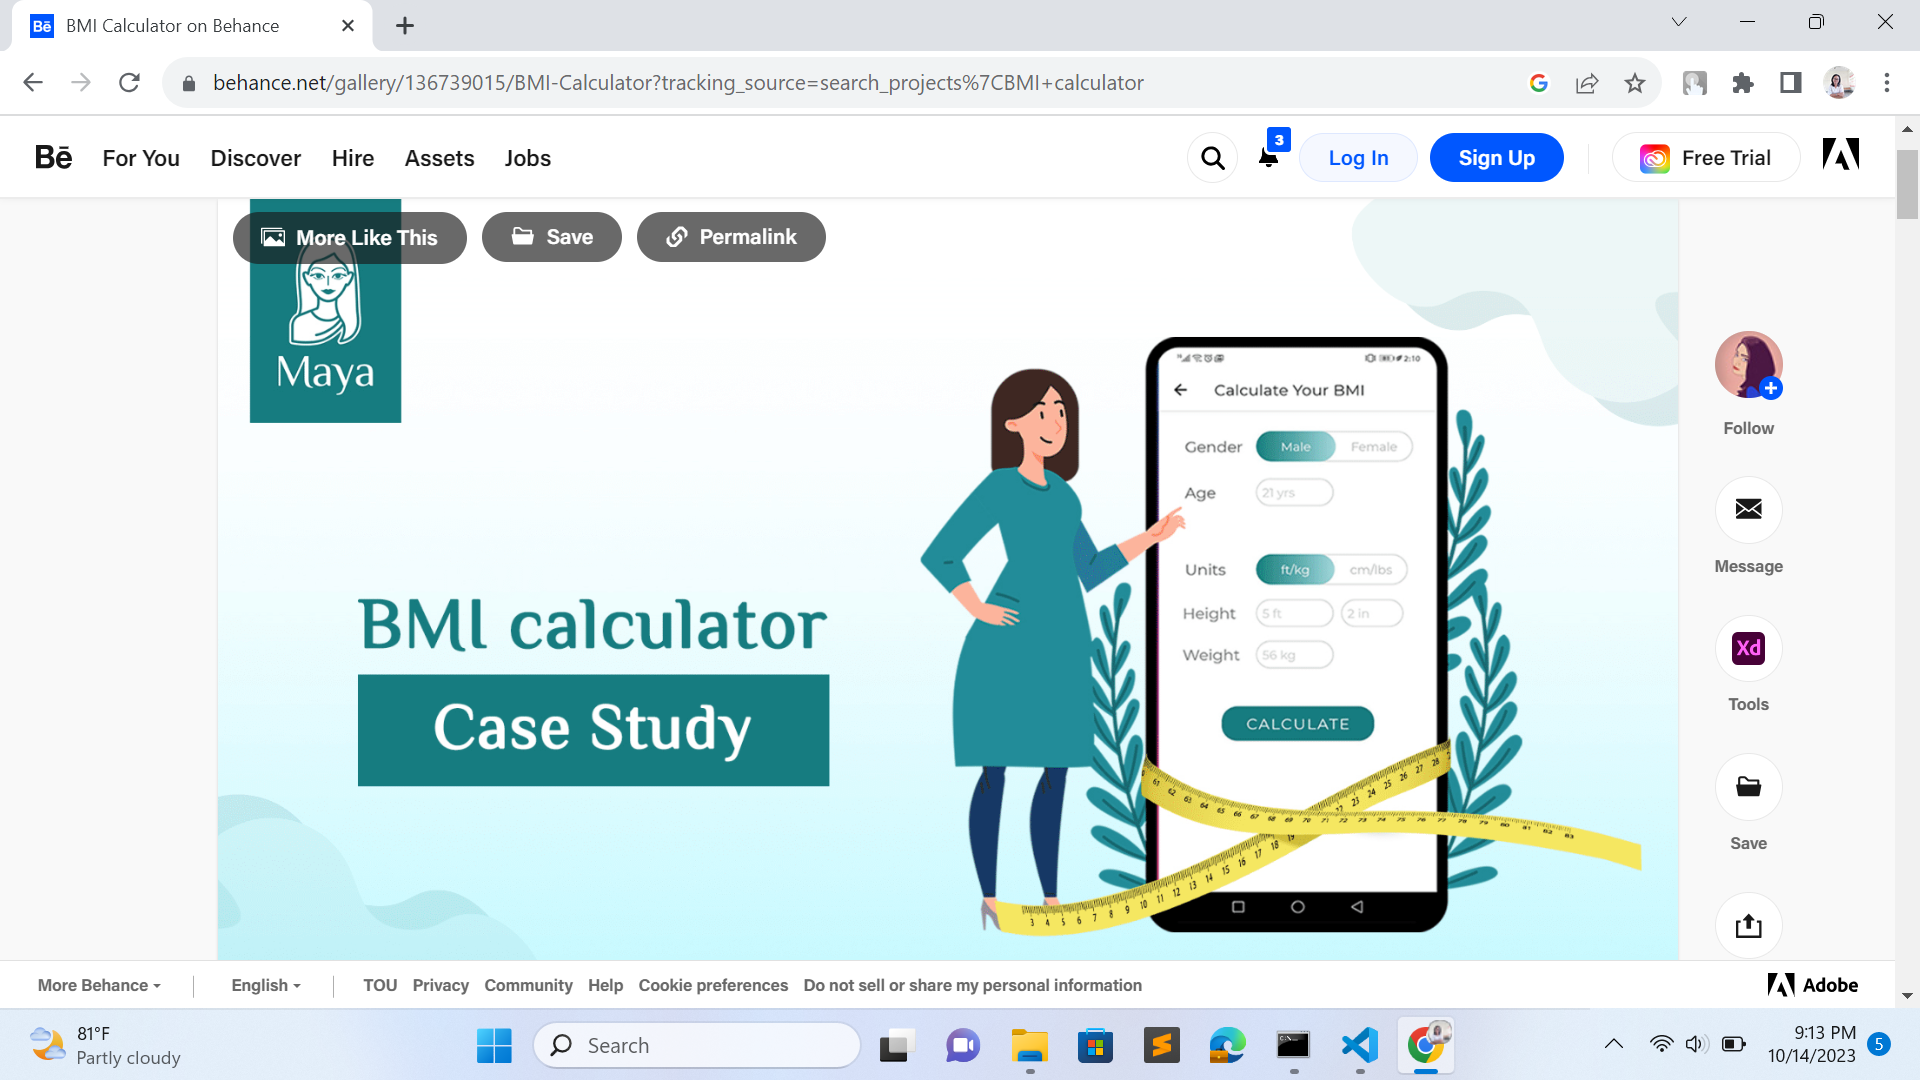 BMI Calculator on Behance
behance.net/gallery/136739015/BMI-Calculator?tracking_source=search_projects%7CBMI+calculator
Bē For You Discover Hire Assets Jobs 3 Log In Sign Up Free Trial
More Like This Save Permalink
Maya
BMI calculator
Case Study
2:10
Calculate Your BMI
Gender Male Female
Age 21 yrs
Units ft/kg cm/lbs
Height 5 ft 2 in
Weight 56 kg
CALCULATE
Follow
Message
Xd
Tools
Save
More Behance English TOU Privacy Community Help Cookie preferences Do not sell or share my personal information Adobe
81°F
Partly cloudy
Search
9:13 PM
10/14/2023
5